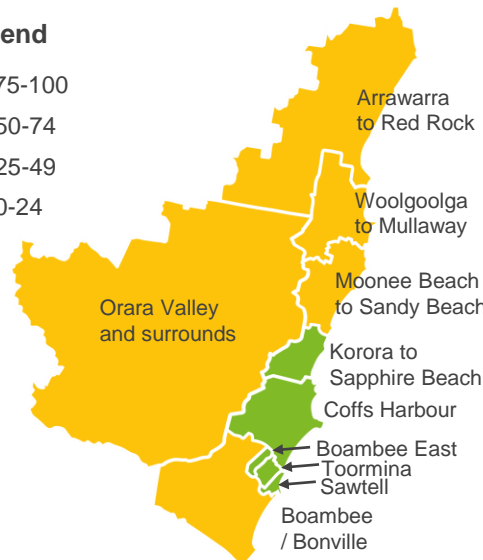 end
75-100
50-74
25-49
0-24
Arrawarra
to Red Rock
Woolgoolga
to Mullaway
Moonee Beach
to Sandy Beach
Orara Valley
and surrounds
Korora to
Sapphire Beach
Coffs Harbour
Boambee East
Toormina
Sawtell
Boambee
/ Bonville